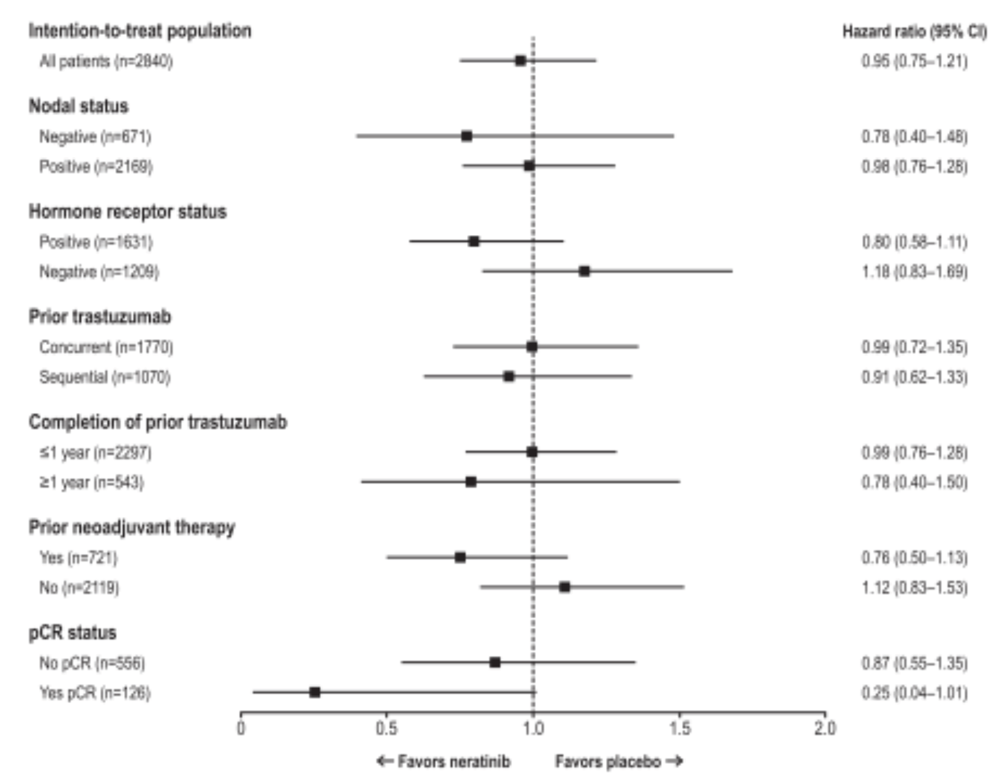 Intention-to-treat population Hazard ratio (95% CI)
All patients (n=2840) 0.95 (0.75–1.21)
Nodal status
Negative (n=671) 0.78 (0.40–1.48)
Positive (n=2169) 0.98 (0.76–1.28)
Hormone receptor status
Positive (n=1631) 0.80 (0.58–1.11)
Negative (n=1209) 1.18 (0.83–1.69)
Prior trastuzumab
Concurrent (n=1770) 0.99 (0.72–1.35)
Sequential (n=1070) 0.91 (0.62–1.33)
Completion of prior trastuzumab
≤1 year (n=2297) 0.99 (0.76–1.28)
≥1 year (n=543) 0.78 (0.40–1.50)
Prior neoadjuvant therapy
Yes (n=721) 0.76 (0.50–1.13)
No (n=2119) 1.12 (0.83–1.53)
pCR status
No pCR (n=556) 0.87 (0.55–1.35)
Yes pCR (n=126) 0.25 (0.04–1.01)
0 0.5 1.0 1.5 2.0
← Favors neratinib Favors placebo →